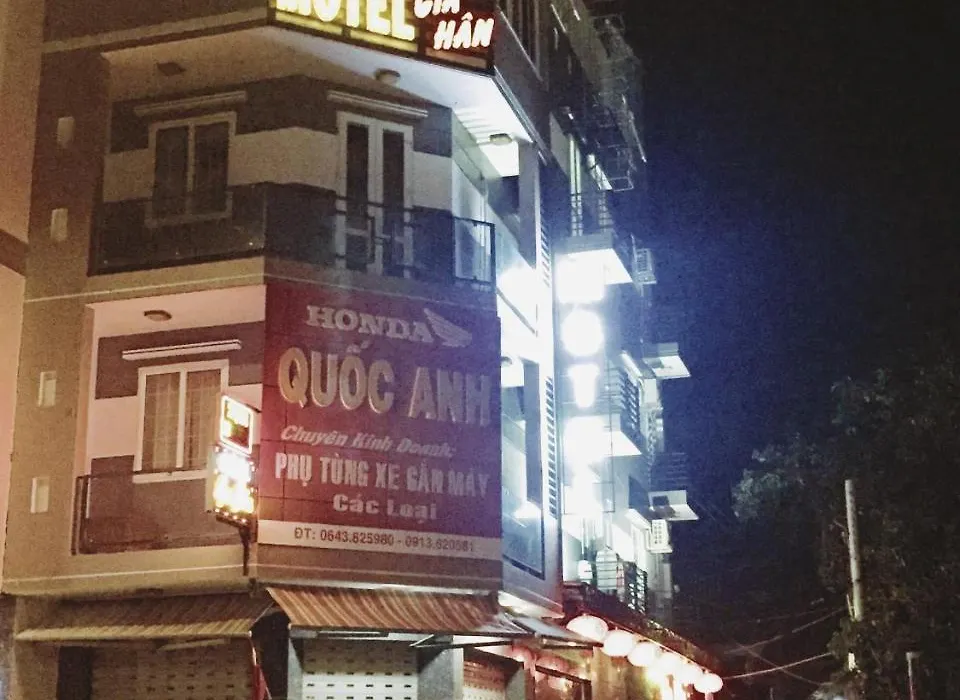 MOTEL GIA
HÂN
HONDA
QUỐC ANH
Chuyên Kinh Doanh:
PHỤ TÙNG XE GẮN MÁY
Các Loại
ĐT: 0643.825980 - 0913.620581